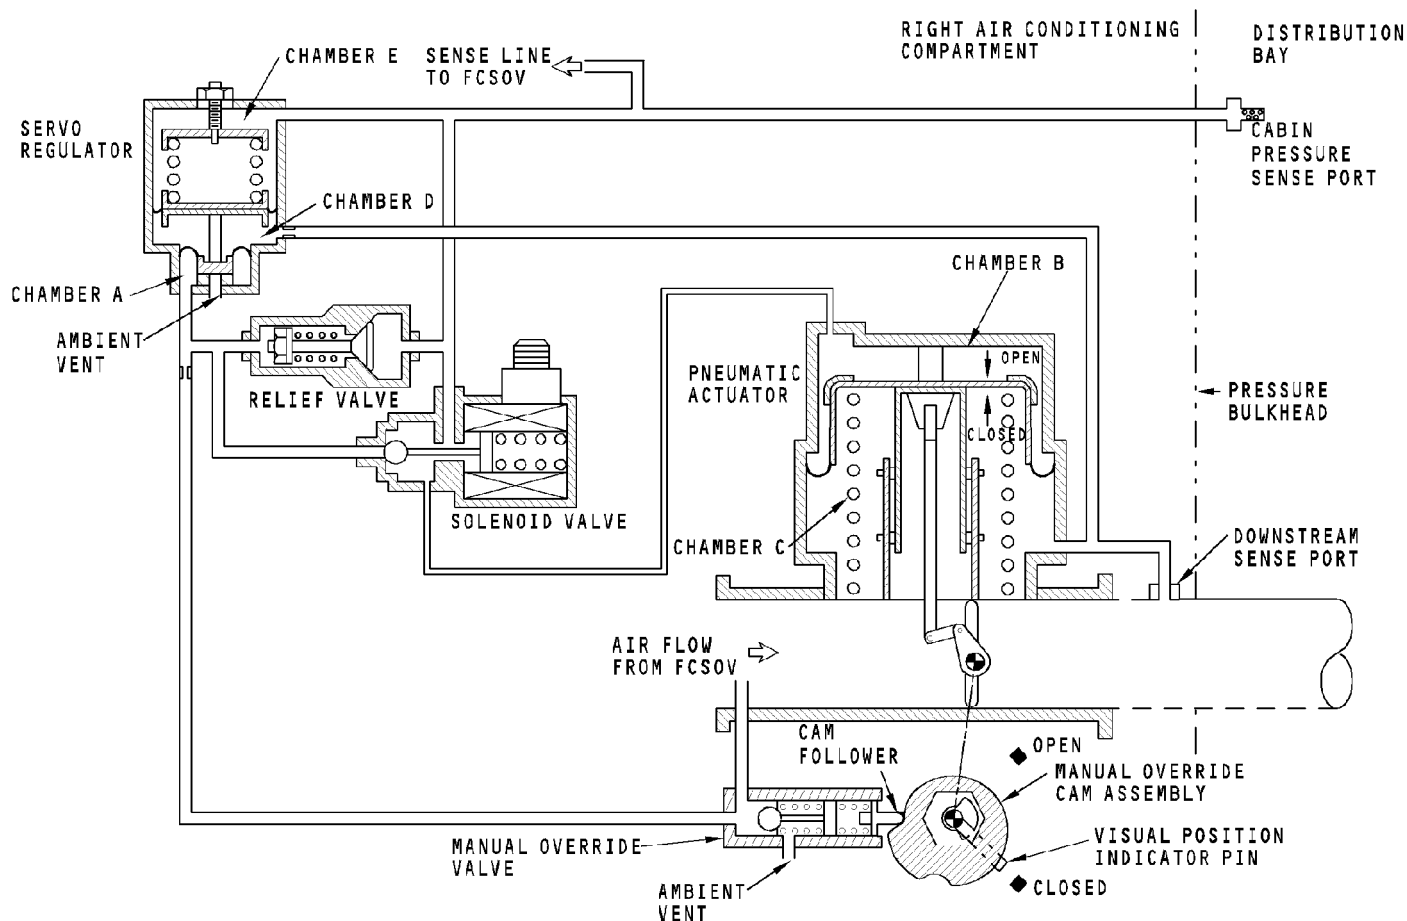 RIGHT AIR CONDITIONING
COMPARTMENT
DISTRIBUTION
BAY
CHAMBER E
SENSE LINE
TO FCSOV
SERVO
REGULATOR
CABIN
PRESSURE
SENSE PORT
CHAMBER D
CHAMBER B
CHAMBER A
AMBIENT
VENT
OPEN
PNEUMATIC
ACTUATOR
PRESSURE
BULKHEAD
RELIEF VALVE
CLOSED
SOLENOID VALVE
CHAMBER C
DOWNSTREAM
SENSE PORT
AIR FLOW
FROM FCSOV
CAM
FOLLOWER
OPEN
MANUAL OVERRIDE
CAM ASSEMBLY
MANUAL OVERRIDE
VALVE
VISUAL POSITION
INDICATOR PIN
AMBIENT
VENT
CLOSED